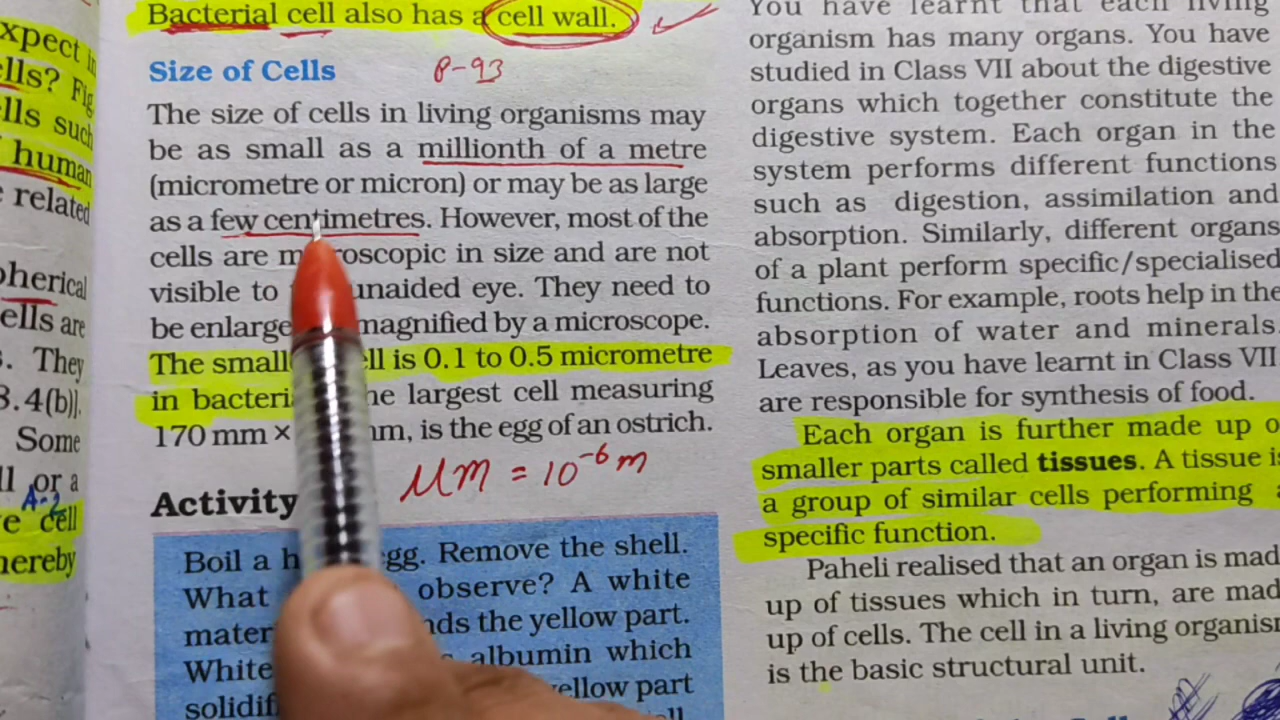 xpect in
ells? Fig
lls such
human
e related
pherical
ells are
s. They
3.4(b)].
Some
ll or a
A-2
e cell
hereby
Bacterial cell also has a cell wall.
Size of Cells P-93
The size of cells in living organisms may
be as small as a millionth of a metre
(micrometre or micron) or may be as large
as a few centimetres. However, most of the
cells are m roscopic in size and are not
visible to unaided eye. They need to
be enlarge magnified by a microscope.
The small ll is 0.1 to 0.5 micrometre
in bacteri he largest cell measuring
170 mm × m, is the egg of an ostrich.
µm = 10⁻⁶ m
Activity
Boil a h gg. Remove the shell.
What observe? A white
mater nds the yellow part.
White albumin which
solidif yellow part
You have learnt that each living
organism has many organs. You have
studied in Class VII about the digestive
organs which together constitute the
digestive system. Each organ in the
system performs different functions
such as digestion, assimilation and
absorption. Similarly, different organs
of a plant perform specific/specialised
functions. For example, roots help in the
absorption of water and minerals.
Leaves, as you have learnt in Class VII
are responsible for synthesis of food.
Each organ is further made up o
smaller parts called tissues. A tissue is
a group of similar cells performing a
specific function.
Paheli realised that an organ is mad
up of tissues which in turn, are mad
up of cells. The cell in a living organism
is the basic structural unit.